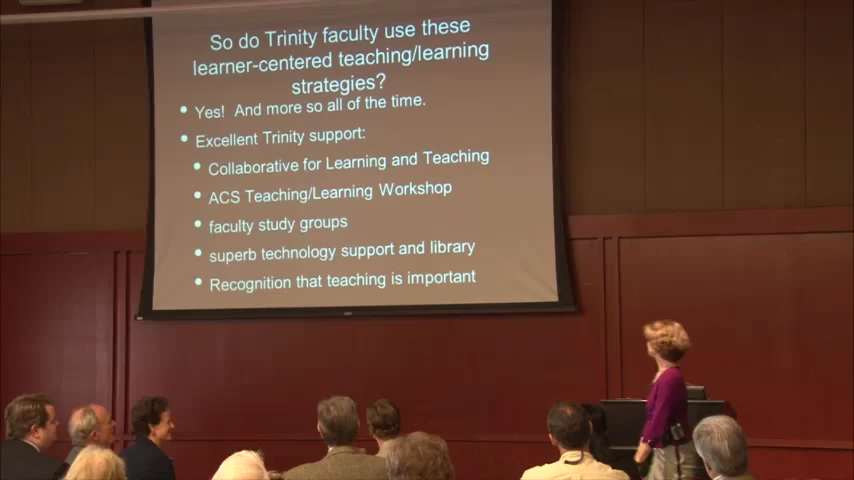 So do Trinity faculty use these
learner-centered teaching/learning
strategies?
• Yes! And more so all of the time.
• Excellent Trinity support:
• Collaborative for Learning and Teaching
• ACS Teaching/Learning Workshop
• faculty study groups
• superb technology support and library
• Recognition that teaching is important